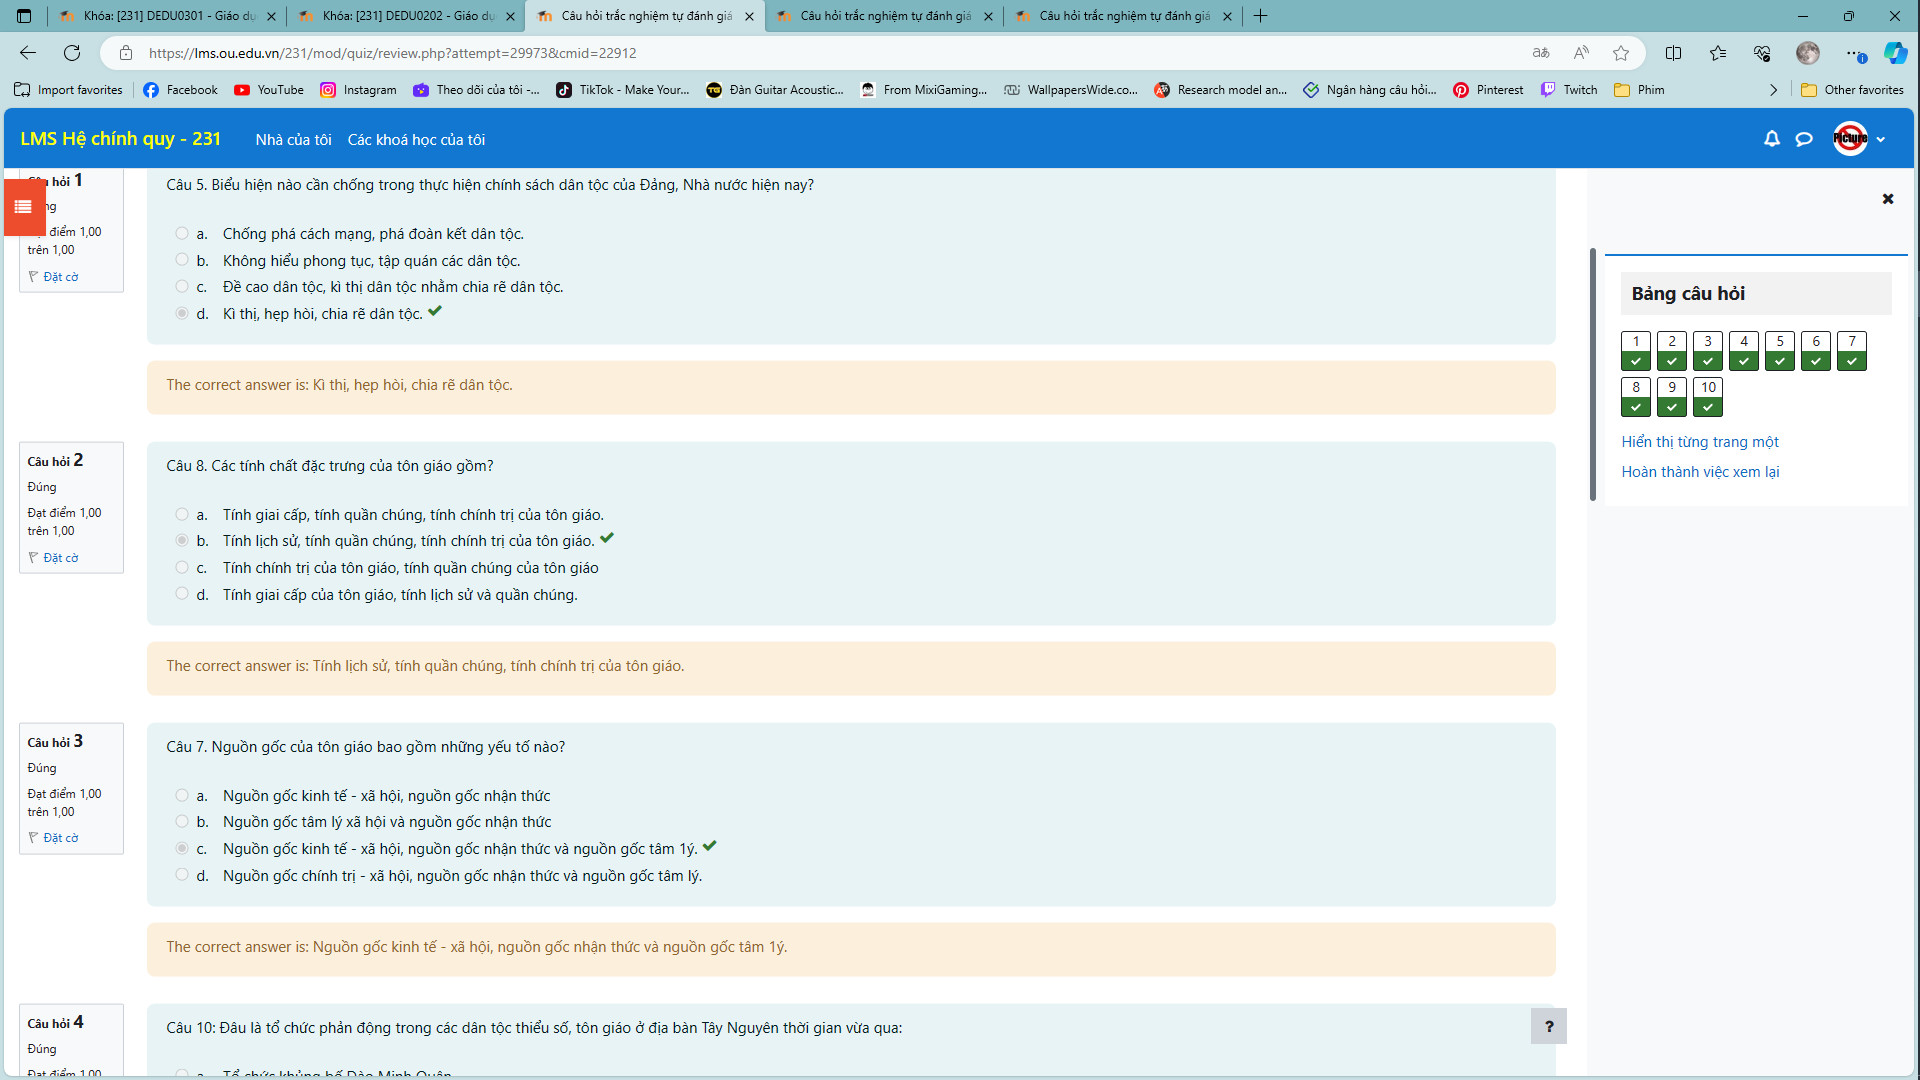 Khóa: [231] DEDU0301 - Giáo dụ
Khóa: [231] DEDU0202 - Giáo dụ
Câu hỏi trắc nghiệm tự đánh giá
Câu hỏi trắc nghiệm tự đánh giá
Câu hỏi trắc nghiệm tự đánh giá
https://lms.ou.edu.vn/231/mod/quiz/review.php?attempt=29973&cmid=22912
Import favorites
Facebook
YouTube
Instagram
Theo dõi của tôi -...
TikTok - Make Your...
Đàn Guitar Acoustic...
From MixiGaming...
WallpapersWide.co...
Research model an...
Ngân hàng câu hỏi...
Pinterest
Twitch
Phim
Other favorites
LMS Hệ chính quy - 231
Nhà của tôi
Các khoá học của tôi
Picture
hỏi 1
điểm 1,00
trên 1,00
Đặt cờ
Câu 5. Biểu hiện nào cần chống trong thực hiện chính sách dân tộc của Đảng, Nhà nước hiện nay?
a. Chống phá cách mạng, phá đoàn kết dân tộc.
b. Không hiểu phong tục, tập quán các dân tộc.
c. Đề cao dân tộc, kì thị dân tộc nhằm chia rẽ dân tộc.
d. Kì thị, hẹp hòi, chia rẽ dân tộc.
The correct answer is: Kì thị, hẹp hòi, chia rẽ dân tộc.
Câu hỏi 2
Đúng
Đạt điểm 1,00
trên 1,00
Đặt cờ
Câu 8. Các tính chất đặc trưng của tôn giáo gồm?
a. Tính giai cấp, tính quần chúng, tính chính trị của tôn giáo.
b. Tính lịch sử, tính quần chúng, tính chính trị của tôn giáo.
c. Tính chính trị của tôn giáo, tính quần chúng của tôn giáo
d. Tính giai cấp của tôn giáo, tính lịch sử và quần chúng.
The correct answer is: Tính lịch sử, tính quần chúng, tính chính trị của tôn giáo.
Câu hỏi 3
Đúng
Đạt điểm 1,00
trên 1,00
Đặt cờ
Câu 7. Nguồn gốc của tôn giáo bao gồm những yếu tố nào?
a. Nguồn gốc kinh tế - xã hội, nguồn gốc nhận thức
b. Nguồn gốc tâm lý xã hội và nguồn gốc nhận thức
c. Nguồn gốc kinh tế - xã hội, nguồn gốc nhận thức và nguồn gốc tâm 1ý.
d. Nguồn gốc chính trị - xã hội, nguồn gốc nhận thức và nguồn gốc tâm lý.
The correct answer is: Nguồn gốc kinh tế - xã hội, nguồn gốc nhận thức và nguồn gốc tâm 1ý.
Câu hỏi 4
Đúng
Đạt điểm 1,00
Câu 10: Đâu là tổ chức phản động trong các dân tộc thiểu số, tôn giáo ở địa bàn Tây Nguyên thời gian vừa qua:
a. Tổ chức khủng bố Đào Minh Quân
?
Bảng câu hỏi
1 2 3 4 5 6 7
8 9 10
Hiển thị từng trang một
Hoàn thành việc xem lại